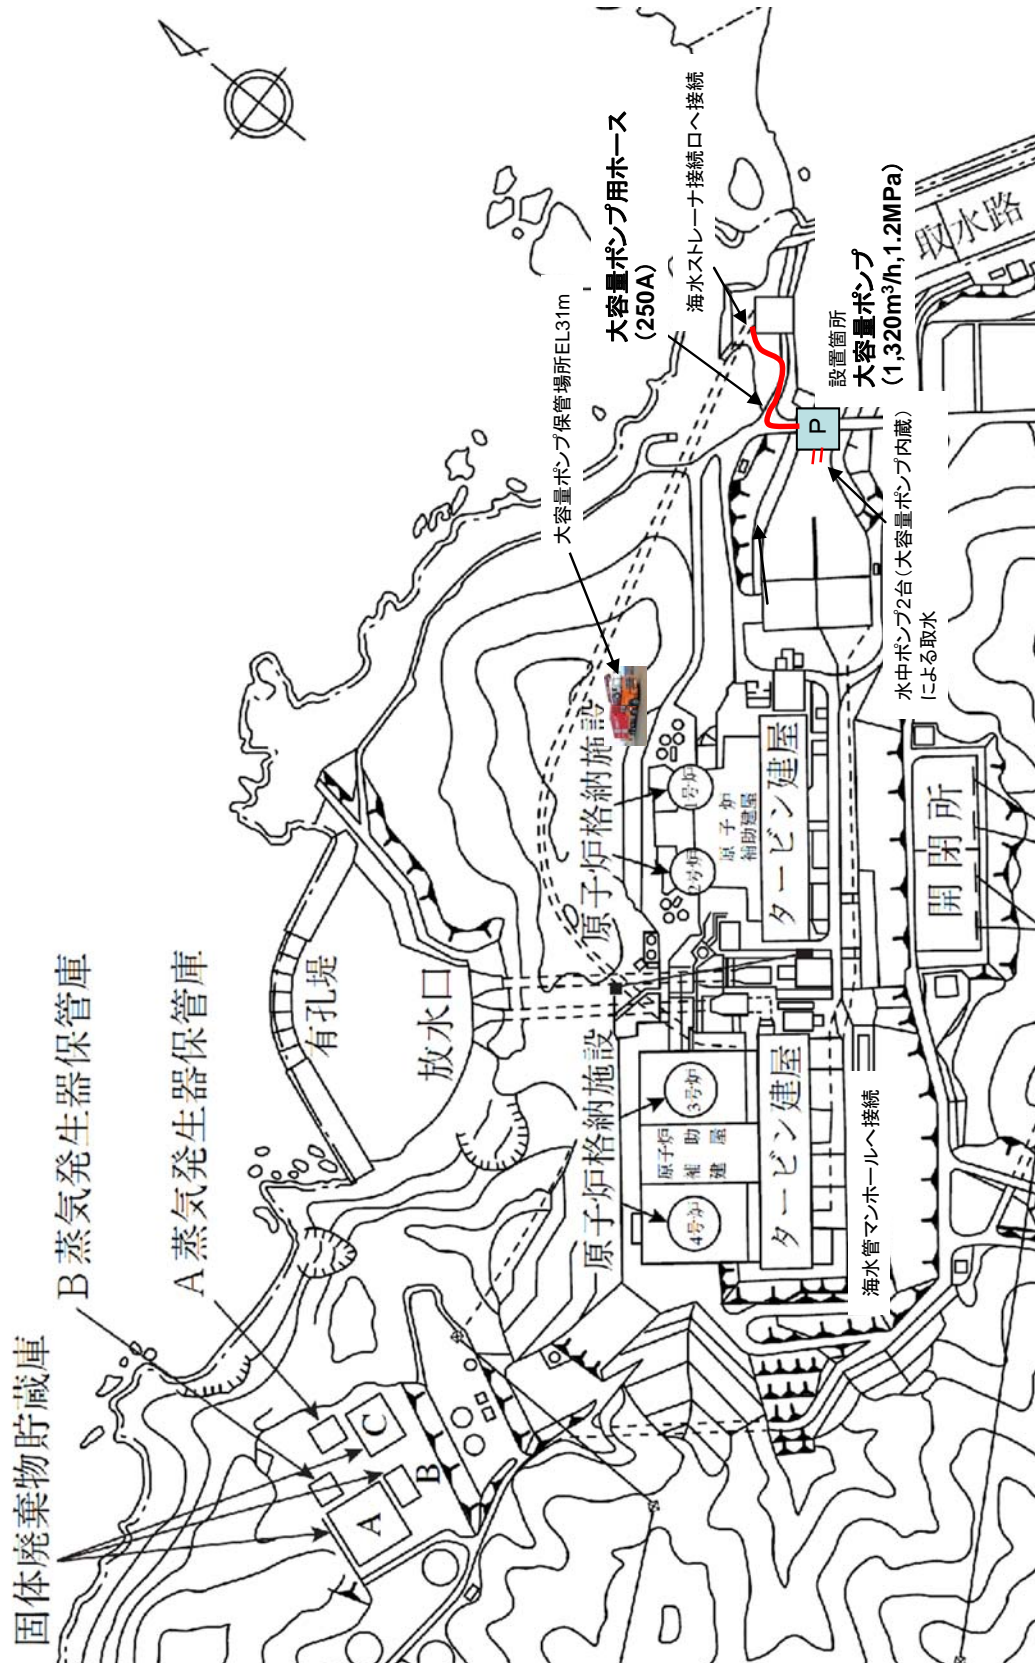 固体廃棄物貯蔵庫
B蒸気発生器保管庫
A蒸気発生器保管庫
A
B
C
有孔堤
放水口
大容量ポンプ保管場所EL31m
大容量ポンプ用ホース
(250A)
海水ストレーナ接続口へ接続
原子炉格納施設
原子炉格納施設
4号炉
3号炉
2号炉
1号炉
原子炉
補助
建屋
原子炉
補助建屋
タービン建屋
タービン建屋
P
設置箇所
大容量ポンプ
(1,320m³/h,1.2MPa)
取水路
海水管マンホールへ接続
水中ポンプ2台(大容量ポンプ内蔵)
による取水
開閉所